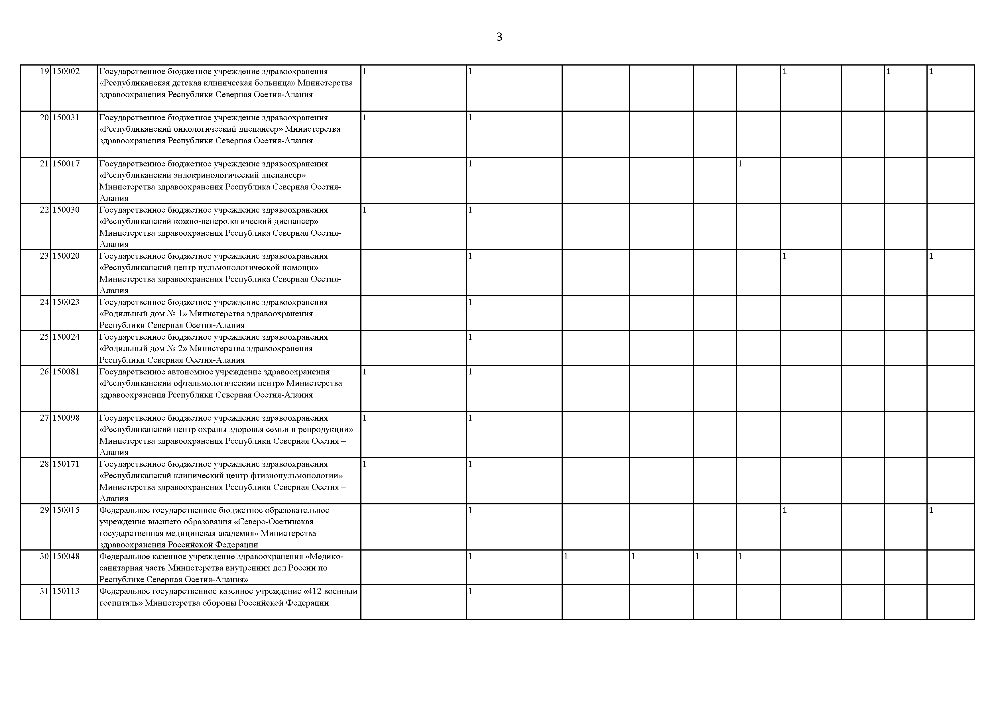 3
19 150002 Государственное бюджетное учреждение здравоохранения 1 1 1 1 1
«Республиканская детская клиническая больница» Министерства
здравоохранения Республики Северная Осетия-Алания
20 150031 Государственное бюджетное учреждение здравоохранения 1 1
«Республиканский онкологический диспансер» Министерства
здравоохранения Республики Северная Осетия-Алания
21 150017 Государственное бюджетное учреждение здравоохранения 1 1
«Республиканский эндокринологический диспансер»
Министерства здравоохранения Республика Северная Осетия-
Алания
22 150030 Государственное бюджетное учреждение здравоохранения 1 1
«Республиканский кожно-венерологический диспансер»
Министерства здравоохранения Республика Северная Осетия-
Алания
23 150020 Государственное бюджетное учреждение здравоохранения 1 1 1
«Республиканский центр пульмонологической помощи»
Министерства здравоохранения Республика Северная Осетия-
Алания
24 150023 Государственное бюджетное учреждение здравоохранения 1
«Родильный дом № 1» Министерства здравоохранения
Республики Северная Осетия-Алания
25 150024 Государственное бюджетное учреждение здравоохранения 1
«Родильный дом № 2» Министерства здравоохранения
Республики Северная Осетия-Алания
26 150081 Государственное автономное учреждение здравоохранения 1 1
«Республиканский офтальмологический центр» Министерства
здравоохранения Республики Северная Осетия-Алания
27 150098 Государственное бюджетное учреждение здравоохранения 1 1
«Республиканский центр охраны здоровья семьи и репродукции»
Министерства здравоохранения Республики Северная Осетия –
Алания
28 150171 Государственное бюджетное учреждение здравоохранения 1 1
«Республиканский клинический центр фтизиопульмонологии»
Министерства здравоохранения Республики Северная Осетия –
Алания
29 150015 Федеральное государственное бюджетное образовательное 1 1 1
учреждение высшего образования «Северо-Осетинская
государственная медицинская академия» Министерства
здравоохранения Российской Федерации
30 150048 Федеральное казенное учреждение здравоохранения «Медико- 1 1 1 1 1
санитарная часть Министерства внутренних дел России по
Республике Северная Осетия-Алания»
31 150113 Федеральное государственное казенное учреждение «412 военный 1
госпиталь» Министерства обороны Российской Федерации